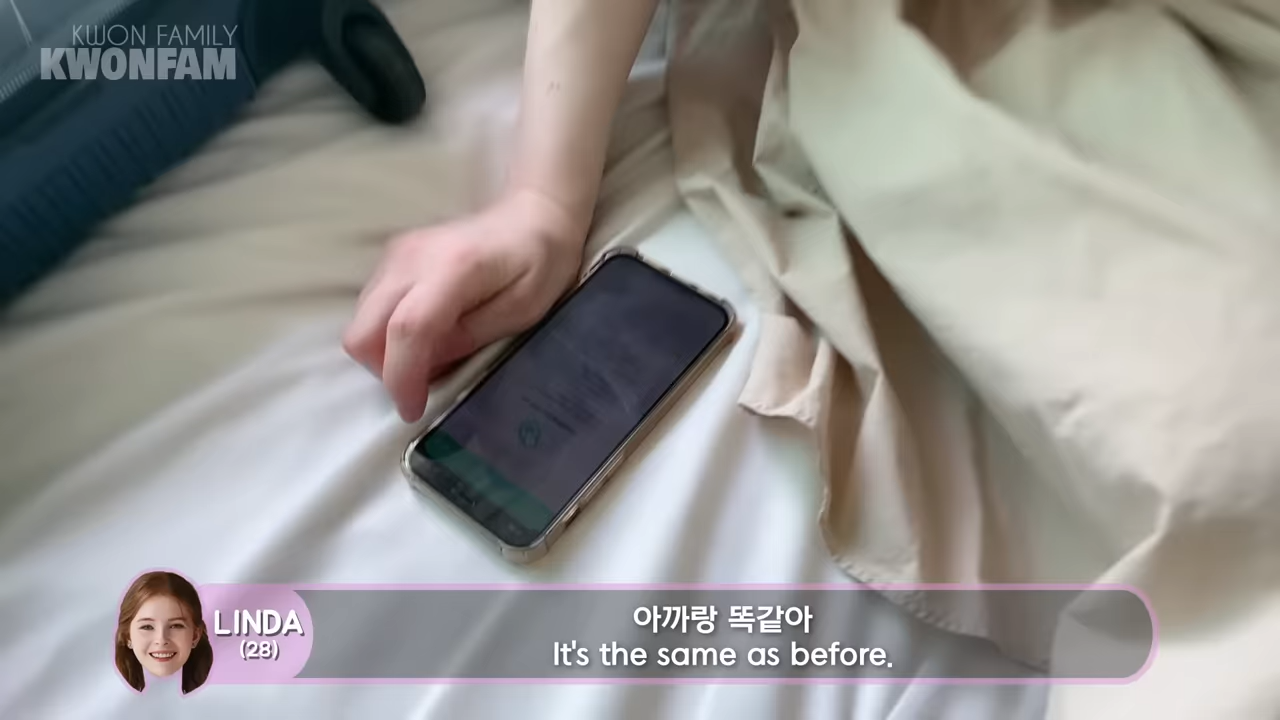 KWON FAMILY
KWONFAM
LINDA
(28)
아까랑 똑같아
It's the same as before.